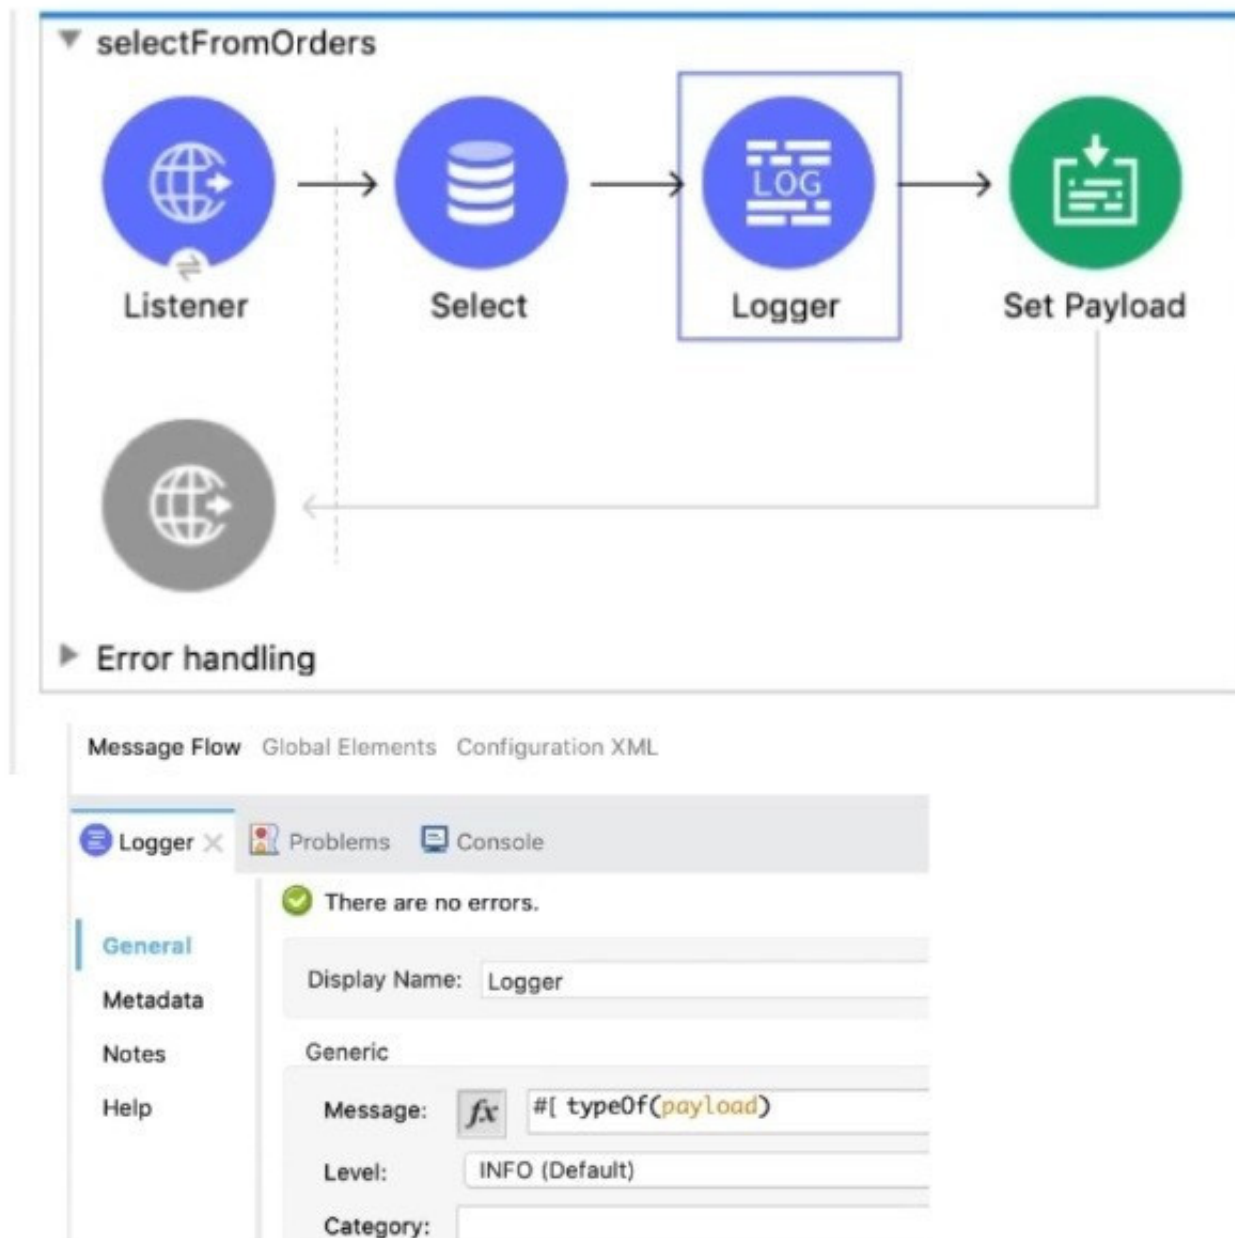 selectFromOrders
LOG
Listener
Select
Logger
Set Payload
Error handling
Message Flow Global Elements Configuration XML
Logger Problems Console
There are no errors.
General
Display Name: Logger
Metadata
Notes
Generic
Help
Message: fx #[ typeOf(payload)
Level: INFO (Default)
Category: